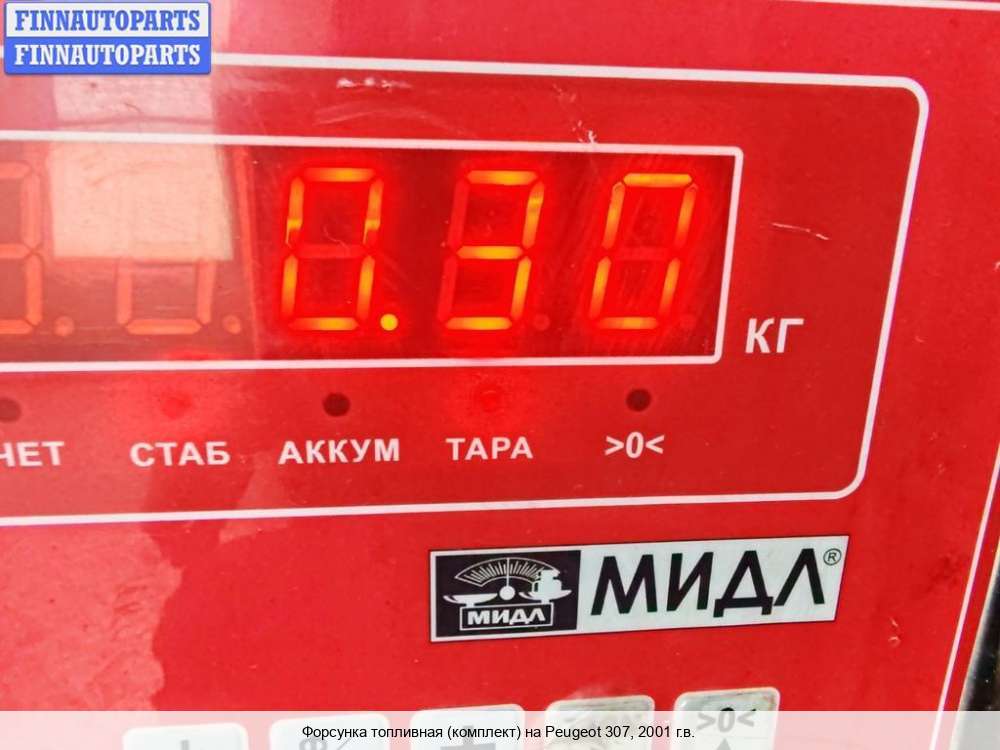 FINNAUTOPARTS
FINNAUTOPARTS
0.30
КГ
ЧЕТ СТАБ АККУМ ТАРА >0<
МИДЛ МИДЛ®
>0<
Форсунка топливная (комплект) на Peugeot 307, 2001 г.в.